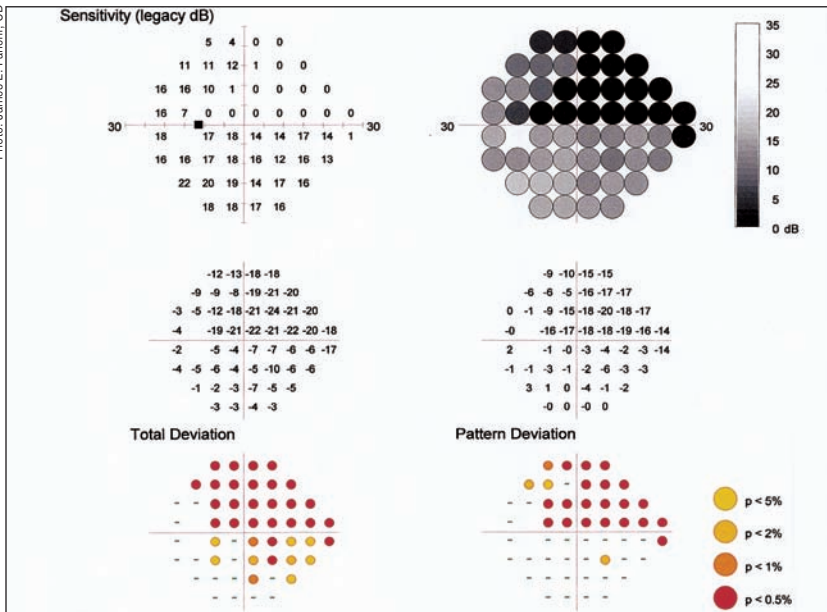 Photo: James
Sensitivity (legacy dB)
5 4 0 0
11 11 12 1 0 0
16 16 10 1 0 0 0 0
16 7 0 0 0 0 0 0 0
30 30
18 17 18 14 14 17 14 1
16 16 17 18 16 12 16 13
22 20 19 14 17 16
18 18 17 16
30 30
35
30
25
20
15
10
5
0 dB
-12 -13 -18 -18
-9 -9 -8 -19 -21 -20
-3 -5 -12 -18 -21 -24 -21 -20
-4 -19 -21 -22 -21 -22 -20 -18
-2 -5 -4 -7 -7 -6 -6 -17
-4 -5 -6 -4 -5 -10 -6 -6
-1 -2 -3 -7 -5 -5
-3 -3 -4 -3
-9 -10 -15 -15
-6 -6 -5 -16 -17 -17
0 -1 -9 -15 -18 -20 -18 -17
-0 -16 -17 -18 -18 -19 -16 -14
2 -1 -0 -3 -4 -2 -3 -14
-1 -1 -3 -1 -2 -6 -3 -3
3 1 0 -4 -1 -2
-0 0 -0 0
Total Deviation
Pattern Deviation
p < 5%
p < 2%
p < 1%
p < 0.5%